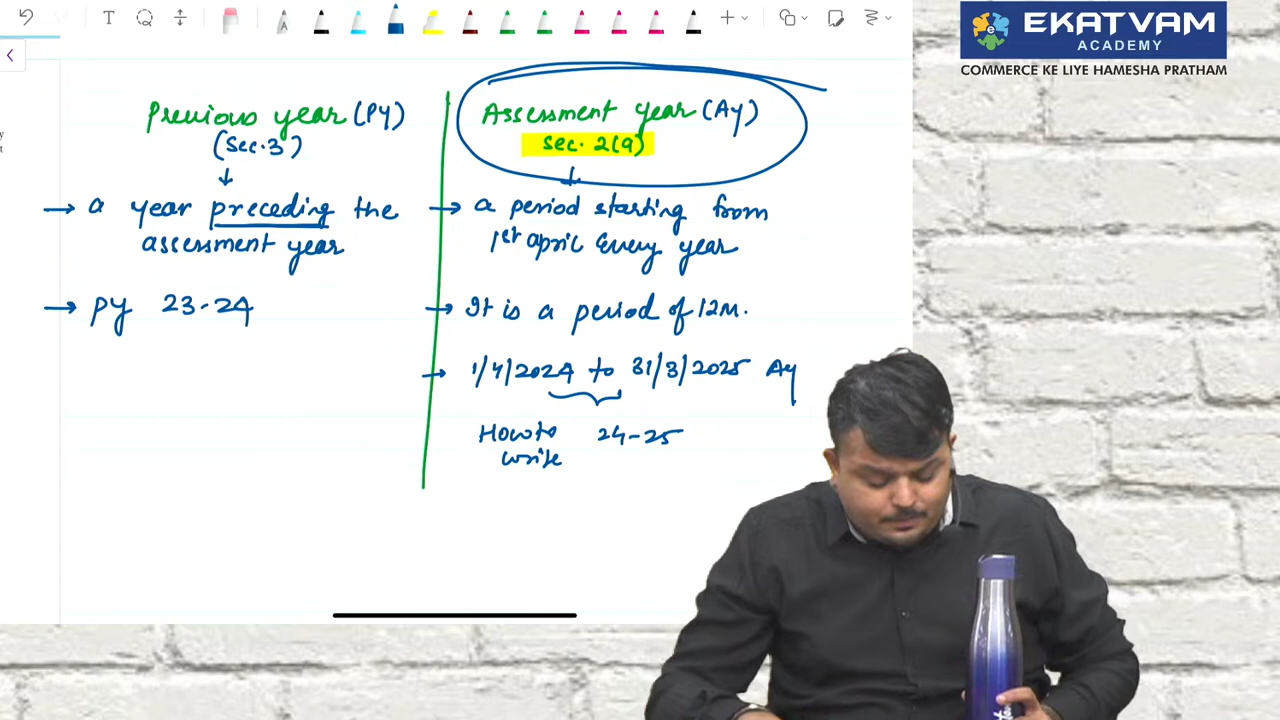 EKATVAM
ACADEMY
COMMERCE KE LIYE HAMESHA PRATHAM
Previous year (PY)
(Sec.3)
→ a year preceding the
assessment year
→ PY 23-24
Assessment year (Ay)
Sec. 2(9)
→ a period starting from
1st april Every year
→ It is a period of 12M.
→ 1/4/2024 to 31/3/2025 Ay
How to 24-25
write